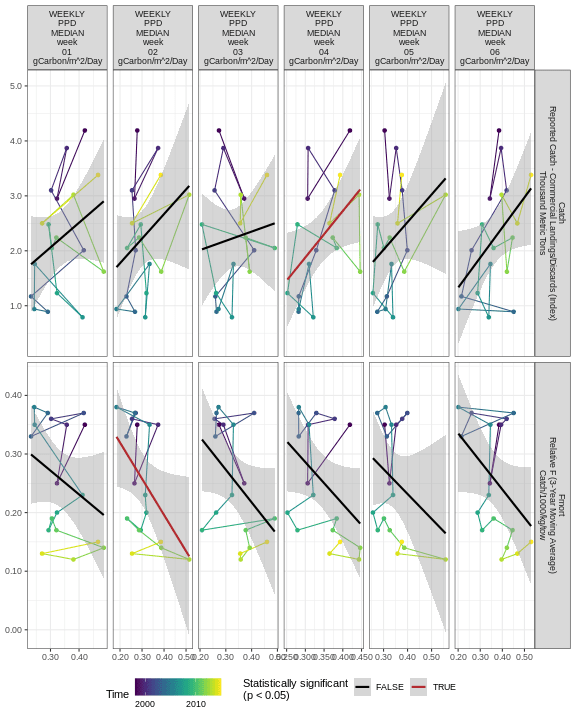 WEEKLY
PPD
MEDIAN
week
01
gCarbon/m^2/Day
WEEKLY
PPD
MEDIAN
week
02
gCarbon/m^2/Day
WEEKLY
PPD
MEDIAN
week
03
gCarbon/m^2/Day
WEEKLY
PPD
MEDIAN
week
04
gCarbon/m^2/Day
WEEKLY
PPD
MEDIAN
week
05
gCarbon/m^2/Day
WEEKLY
PPD
MEDIAN
week
06
gCarbon/m^2/Day
5.0
4.0
3.0
2.0
1.0
Catch
Reported Catch - Commercial Landings/Discards (Index)
Thousand Metric Tons
0.40
0.30
0.20
0.10
0.00
Fmort
Relative F (3-Year Moving Average)
Catch/1000/kg/tow
0.30 0.40
0.20 0.30 0.40 0.50
0.20 0.30 0.40 0.50
0.250 0.300 0.350 0.400 0.450
0.30 0.40 0.50
0.20 0.30 0.40 0.50
Time
2000 2010
Statistically significant
(p < 0.05)
FALSE TRUE